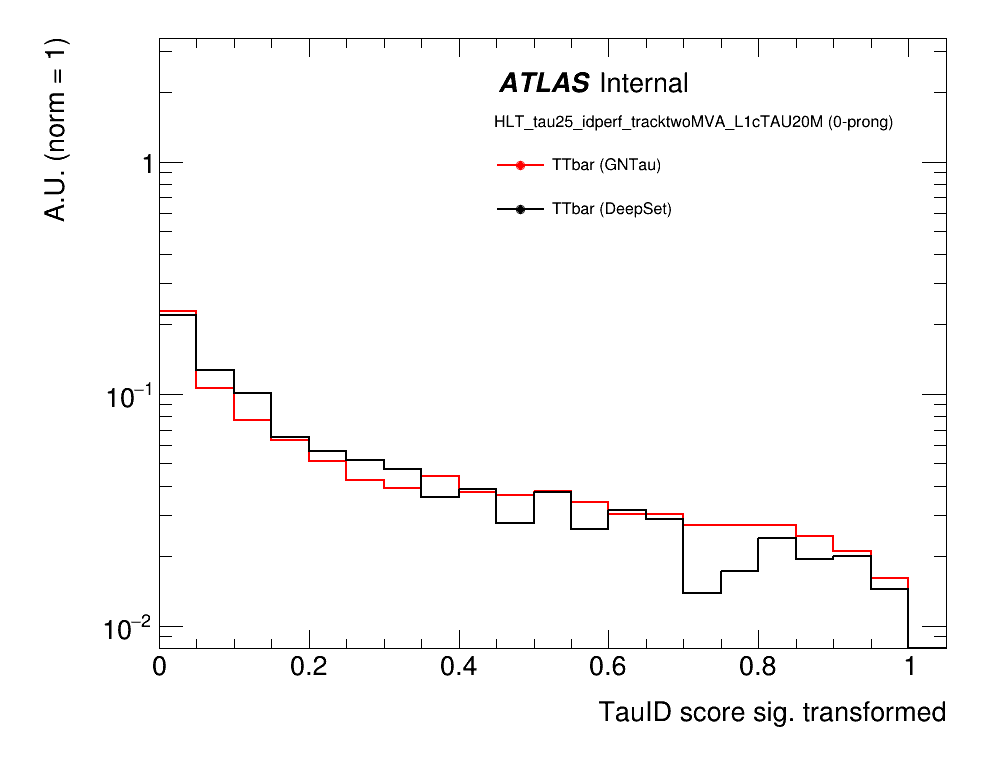 A.U. (norm = 1)
ATLAS Internal
HLT_tau25_idperf_tracktwoMVA_L1cTAU20M (0-prong)
TTbar (GNTau)
TTbar (DeepSet)
1
10⁻¹
10⁻²
0 0.2 0.4 0.6 0.8 1
TauID score sig. transformed